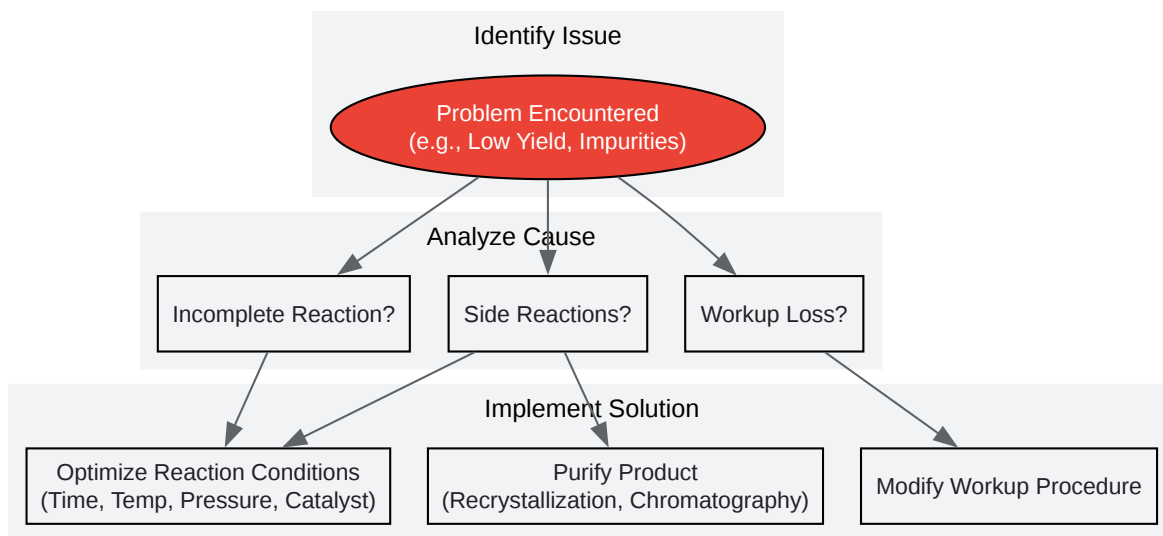 Identify Issue
Problem Encountered
(e.g., Low Yield, Impurities)
Analyze Cause
Incomplete Reaction?
Side Reactions?
Workup Loss?
Implement Solution
Optimize Reaction Conditions
(Time, Temp, Pressure, Catalyst)
Purify Product
(Recrystallization, Chromatography)
Modify Workup Procedure